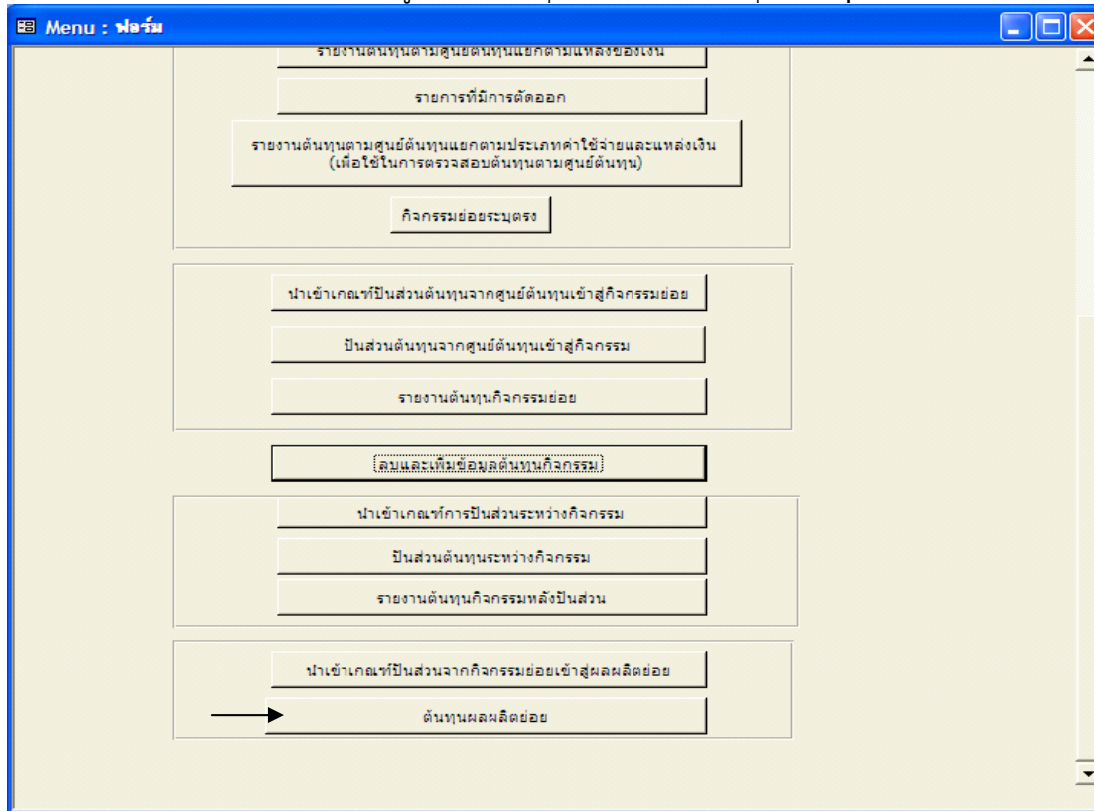 Menu : ฟอร์ม
รายงานต้นทุนตามศูนย์ต้นทุนแยกตามแหล่งของเงิน
รายการที่มีการตัดออก
รายงานต้นทุนตามศูนย์ต้นทุนแยกตามประเภทค่าใช้จ่ายและแหล่งเงิน
(เพื่อใช้ในการตรวจสอบต้นทุนตามศูนย์ต้นทุน)
กิจกรรมย่อยระบุตรง
นำเข้าเกณฑ์ปันส่วนต้นทุนจากศูนย์ต้นทุนเข้าสู่กิจกรรมย่อย
ปันส่วนต้นทุนจากศูนย์ต้นทุนเข้าสู่กิจกรรม
รายงานต้นทุนกิจกรรมย่อย
ลบและเพิ่มข้อมูลต้นทุนกิจกรรม
นำเข้าเกณฑ์การปันส่วนระหว่างกิจกรรม
ปันส่วนต้นทุนระหว่างกิจกรรม
รายงานต้นทุนกิจกรรมหลังปันส่วน
นำเข้าเกณฑ์ปันส่วนจากกิจกรรมย่อยเข้าสู่ผลผลิตย่อย
ต้นทุนผลผลิตย่อย